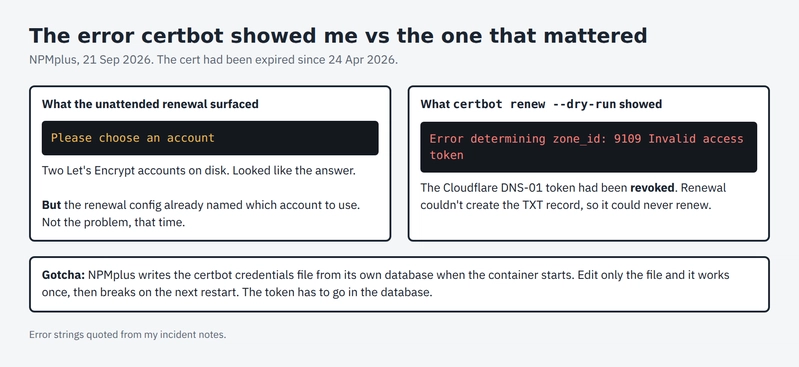 The error certbot showed me vs the one that mattered
NPMplus, 21 Sep 2026. The cert had been expired since 24 Apr 2026.
What the unattended renewal surfaced
Please choose an account
Two Let's Encrypt accounts on disk. Looked like the answer.
But the renewal config already named which account to use.
Not the problem, that time.
What certbot renew --dry-run showed
Error determining zone_id: 9109 Invalid access
token
The Cloudflare DNS-01 token had been revoked. Renewal
couldn't create the TXT record, so it could never renew.
Gotcha: NPMplus writes the certbot credentials file from its own database when the container starts. Edit only the file and it works
once, then breaks on the next restart. The token has to go in the database.
Error strings quoted from my incident notes.